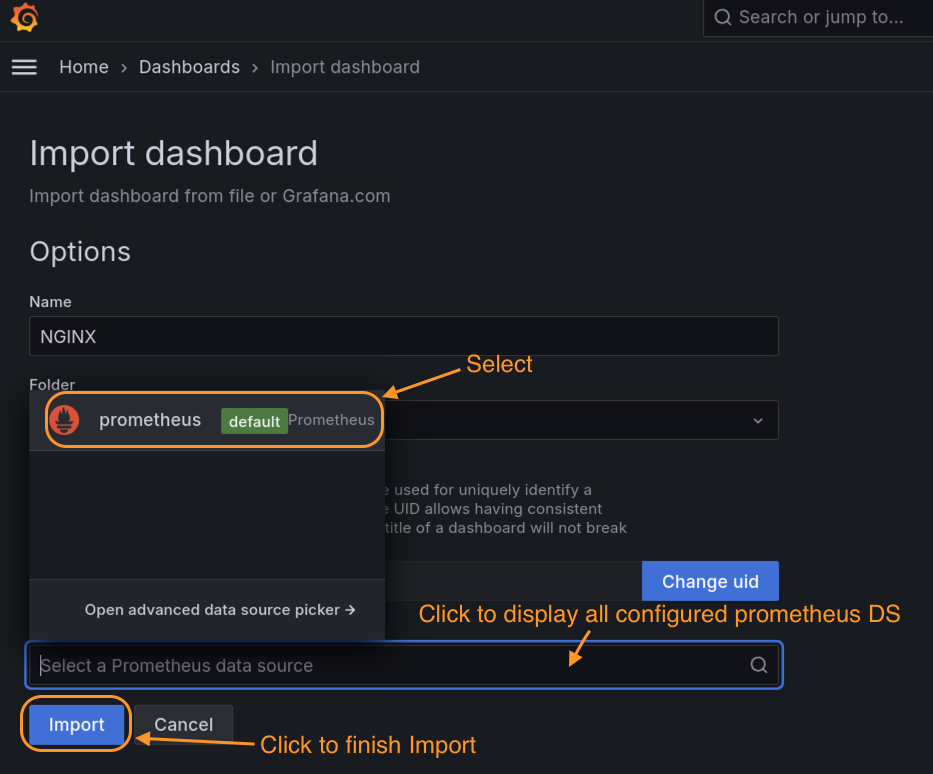 Search or jump to...
Home › Dashboards › Import dashboard
Import dashboard
Import dashboard from file or Grafana.com
Options
Name
NGINX
Select
Folder
prometheus default Prometheus
used for uniquely identify a
UID allows having consistent
title of a dashboard will not break
Change uid
Open advanced data source picker →
Click to display all configured prometheus DS
Select a Prometheus data source
Import Cancel
Click to finish Import